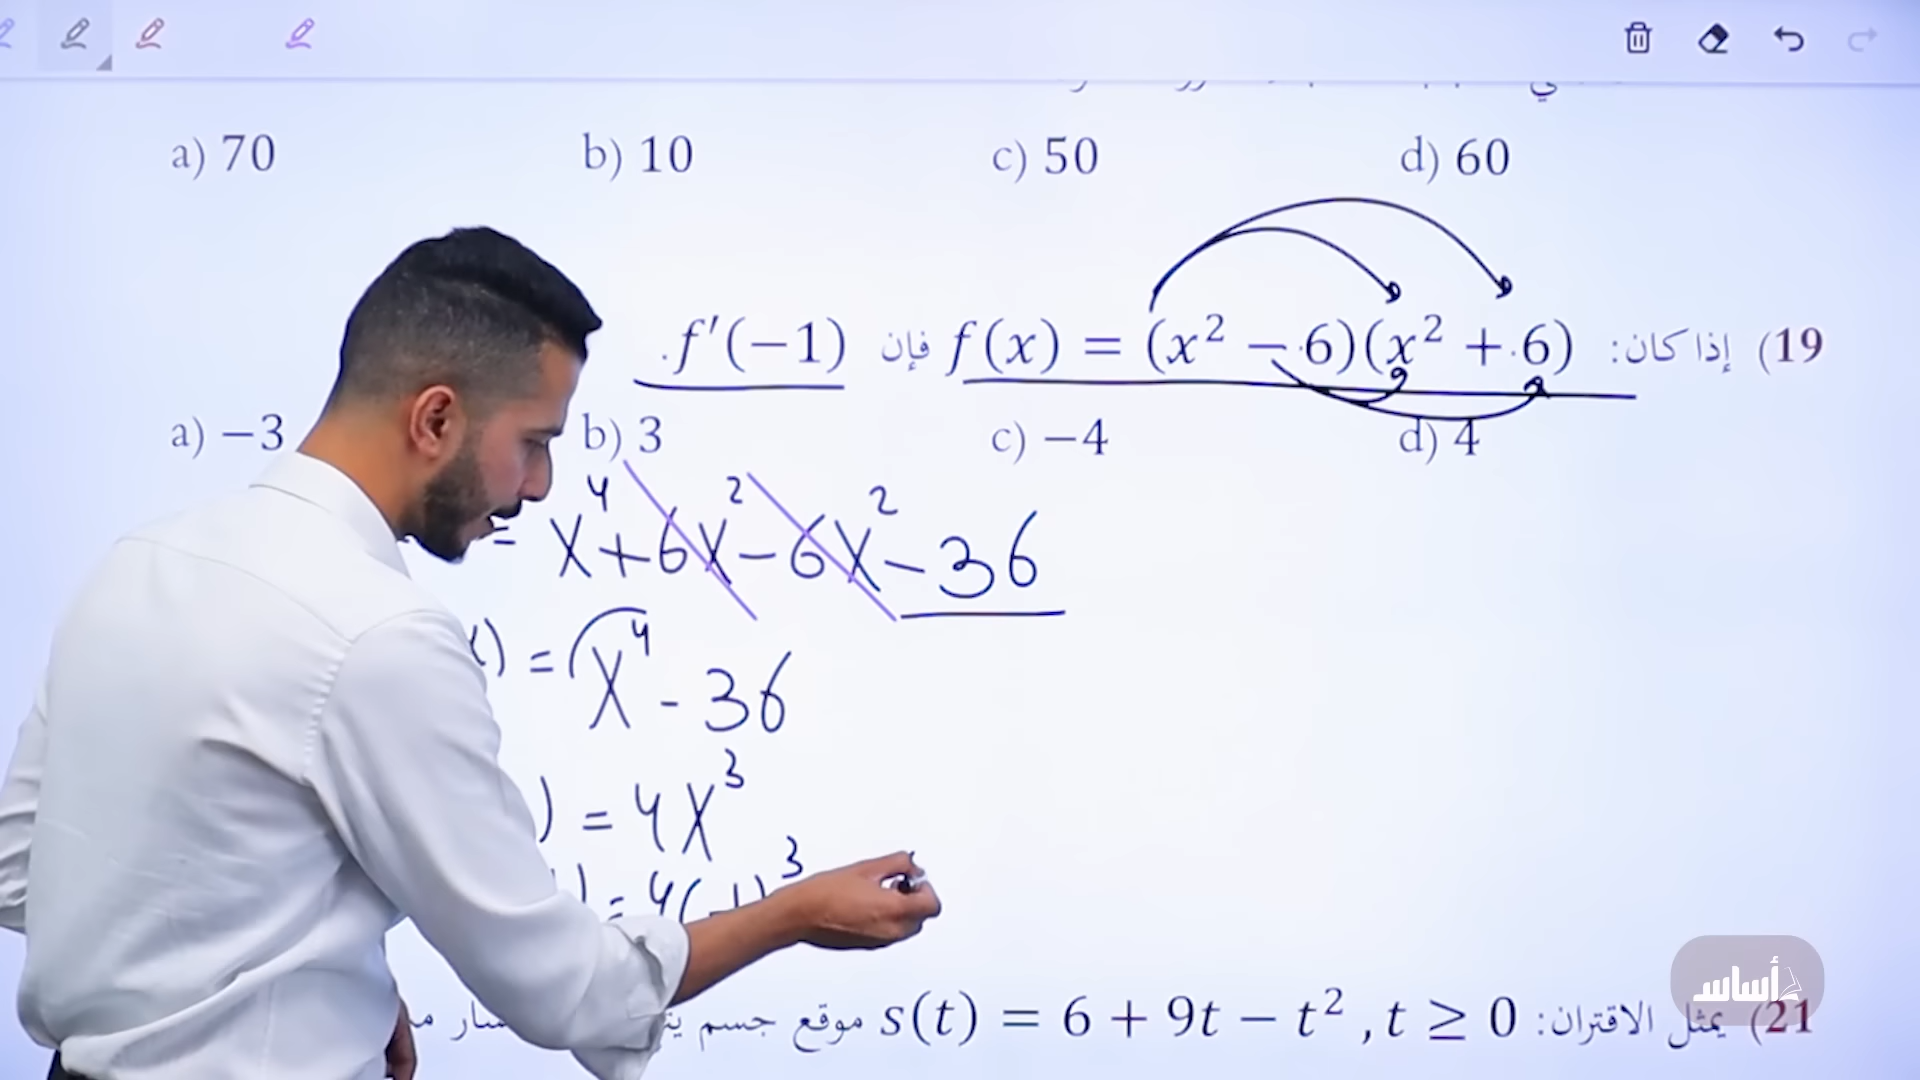 a) 70 b) 10 c) 50 d) 60
19) إذا كان: f(x) = (x² − 6)(x² + 6) فإن f′(−1).
a) −3 b) 3 c) −4 d) 4
= x⁴ + 6x² − 6x² − 36
x) = x⁴ - 36
) = 4x³
) = 4(-1)³
21) يمثل الاقتران: s(t) = 6 + 9t − t² , t ≥ 0 موقع جسم
أساس